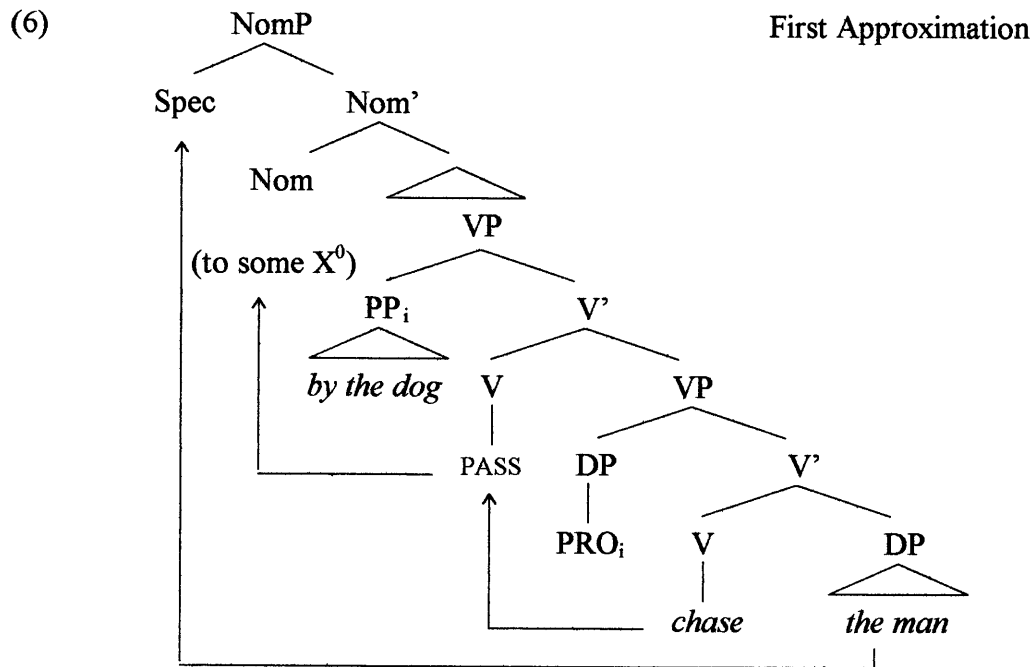 (6) NomP First Approximation
Spec Nom’
Nom
VP
(to some X⁰)
PPᵢ V’
by the dog V VP
PASS DP V’
PROᵢ V DP
chase the man